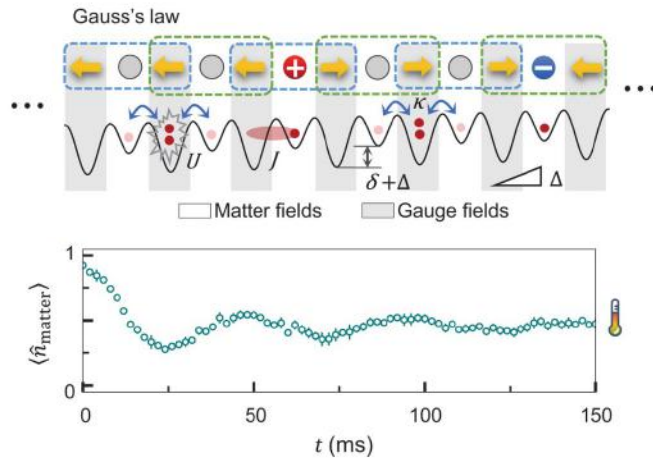 Gauss's law
+ −
... ...
κ
U J δ+Δ Δ
Matter fields Gauge fields
1
⟨n̂matter⟩
0
0 50 100 150
t (ms)